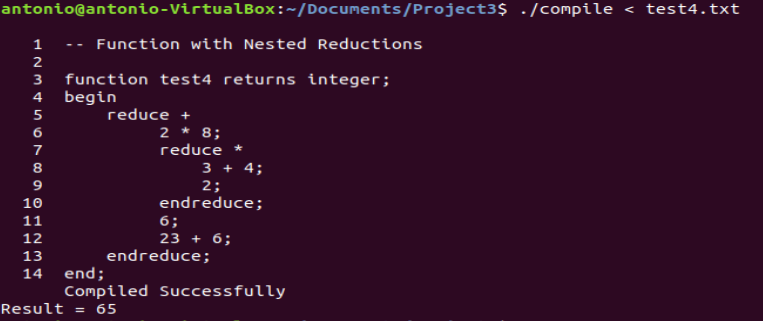 antonio@antonio-VirtualBox:~/Documents/Project3$ ./compile < test4.txt
1  -- Function with Nested Reductions
2
3  function test4 returns integer;
4  begin
5      reduce +
6           2 * 8;
7           reduce *
8               3 + 4;
9               2;
10           endreduce;
11           6;
12           23 + 6;
13      endreduce;
14  end;
Compiled Successfully
Result = 65